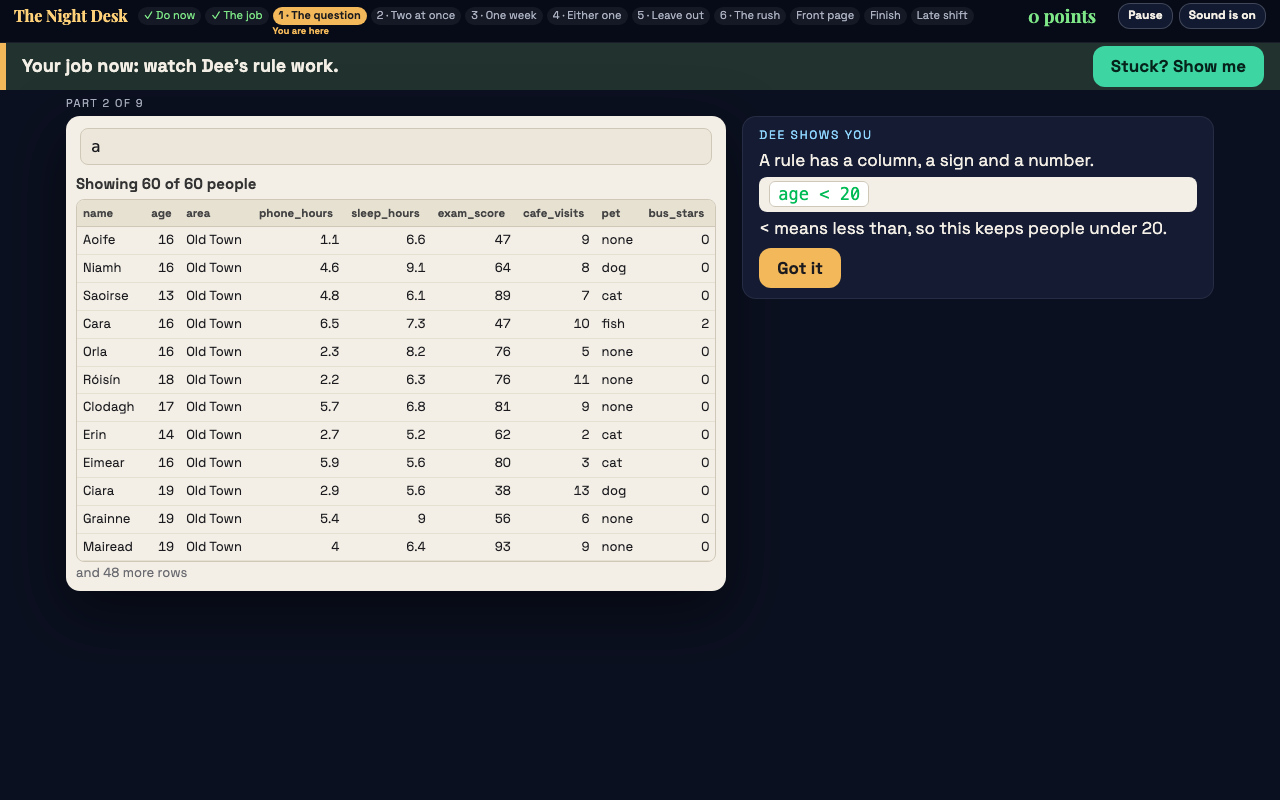 The Night Desk
✓ Do now
✓ The job
1 · The question
2 · Two at once
3 · One week
4 · Either one
5 · Leave out
6 · The rush
Front page
Finish
Late shift
0 points
Pause
Sound is on
You are here
Your job now: watch Dee's rule work.
Stuck? Show me
PART 2 OF 9
a
Showing 60 of 60 people
name age area phone_hours sleep_hours exam_score cafe_visits pet bus_stars
Aoife 16 Old Town 1.1 6.6 47 9 none 0
Niamh 16 Old Town 4.6 9.1 64 8 dog 0
Saoirse 13 Old Town 4.8 6.1 89 7 cat 0
Cara 16 Old Town 6.5 7.3 47 10 fish 2
Orla 16 Old Town 2.3 8.2 76 5 none 0
Róisín 18 Old Town 2.2 6.3 76 11 none 0
Clodagh 17 Old Town 5.7 6.8 81 9 none 0
Erin 14 Old Town 2.7 5.2 62 2 cat 0
Eimear 16 Old Town 5.9 5.6 80 3 cat 0
Ciara 19 Old Town 2.9 5.6 38 13 dog 0
Grainne 19 Old Town 5.4 9 56 6 none 0
Mairead 19 Old Town 4 6.4 93 9 none 0
and 48 more rows
DEE SHOWS YOU
A rule has a column, a sign and a number.
age < 20
< means less than, so this keeps people under 20.
Got it